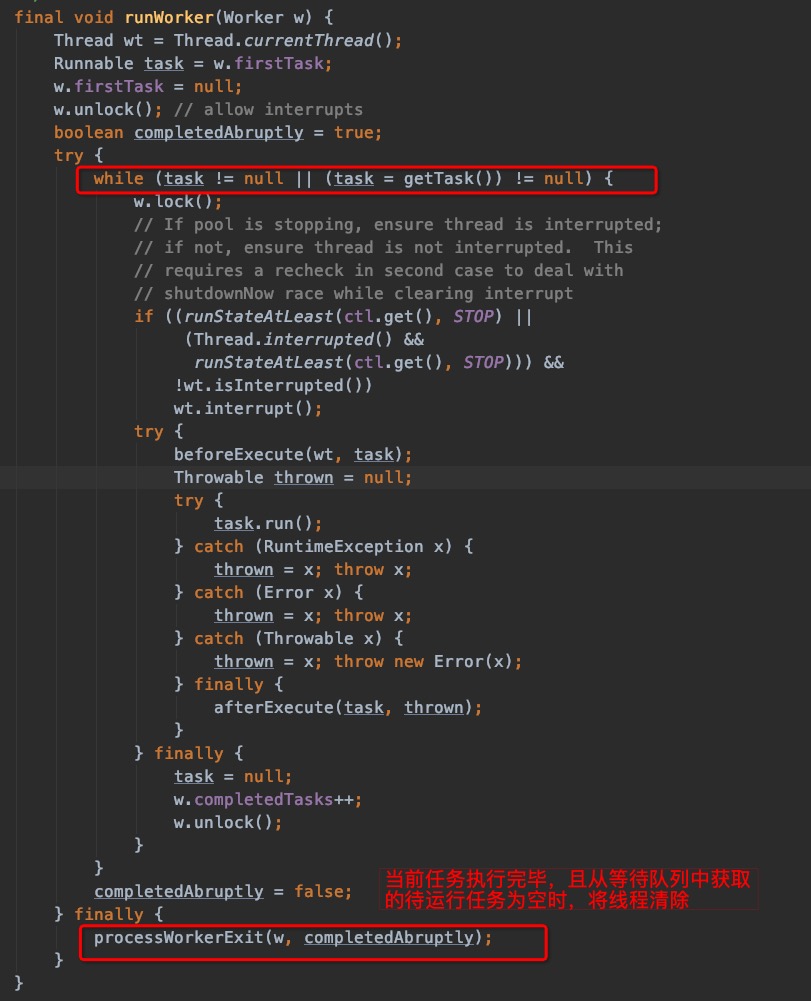 final void runWorker(Worker w) {
    Thread wt = Thread.currentThread();
    Runnable task = w.firstTask;
    w.firstTask = null;
    w.unlock(); // allow interrupts
    boolean completedAbruptly = true;
    try {
        while (task != null || (task = getTask()) != null) {
            w.lock();
            // If pool is stopping, ensure thread is interrupted;
            // if not, ensure thread is not interrupted.  This
            // requires a recheck in second case to deal with
            // shutdownNow race while clearing interrupt
            if ((runStateAtLeast(ctl.get(), STOP) ||
                 (Thread.interrupted() &&
                  runStateAtLeast(ctl.get(), STOP))) &&
                !wt.isInterrupted())
                wt.interrupt();
            try {
                beforeExecute(wt, task);
                Throwable thrown = null;
                try {
                    task.run();
                } catch (RuntimeException x) {
                    thrown = x; throw x;
                } catch (Error x) {
                    thrown = x; throw x;
                } catch (Throwable x) {
                    thrown = x; throw new Error(x);
                } finally {
                    afterExecute(task, thrown);
                }
            } finally {
                task = null;
                w.completedTasks++;
                w.unlock();
            }
        }
        completedAbruptly = false;
当前任务执行完毕，且从等待队列中获取
的待运行任务为空时，将线程清除
    } finally {
        processWorkerExit(w, completedAbruptly);
    }
}